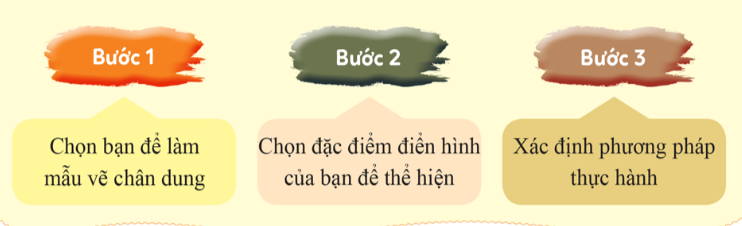 Bước 1
Chọn bạn để làm
mẫu vẽ chân dung
Bước 2
Chọn đặc điểm điển hình
của bạn để thể hiện
Bước 3
Xác định phương pháp
thực hành